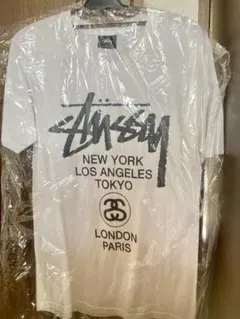 Stüssy
NEW YORK
LOS ANGELES
TOKYO
LONDON
PARIS